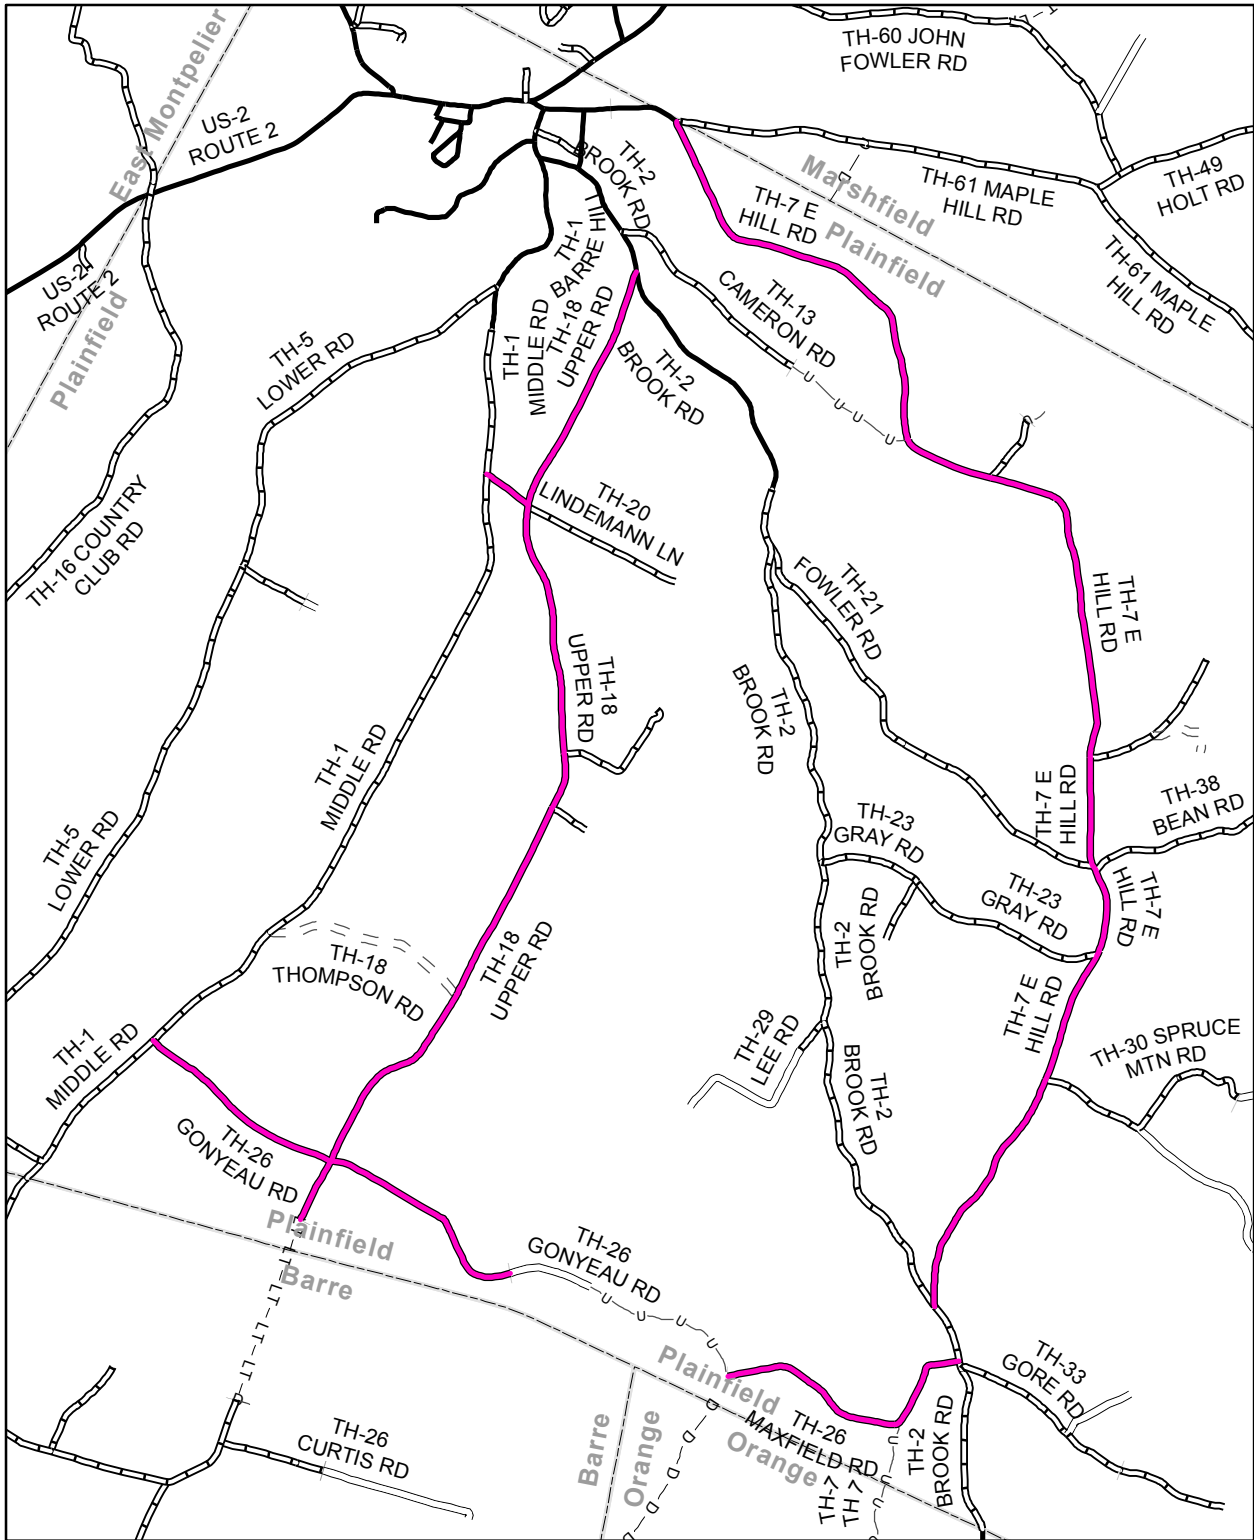 TH-60 JOHN
FOWLER RD
East Montpelier
US-2
ROUTE 2
TH-2
BROOK RD
Marshfield
Plainfield
TH-61 MAPLE
HILL RD
TH-49
HOLT RD
TH-7 E
HILL RD
TH-1
BARRE HILL
US-2
ROUTE 2
Plainfield
TH-61 MAPLE
HILL RD
TH-13
CAMERON RD
TH-5
LOWER RD
TH-1
MIDDLE RD
TH-18
UPPER RD
TH-2
BROOK RD
U
U
U
U
TH-16 COUNTRY
CLUB RD
TH-20
LINDEMANN LN
TH-21
FOWLER RD
TH-7 E
HILL RD
TH-18
UPPER RD
TH-2
BROOK RD
TH-1
MIDDLE RD
TH-7 E
HILL RD
TH-38
BEAN RD
TH-5
LOWER RD
TH-23
GRAY RD
TH-23
GRAY RD
TH-7 E
HILL RD
TH-2
BROOK RD
TH-18
THOMPSON RD
TH-18
UPPER RD
TH-7 E
HILL RD
TH-1
MIDDLE RD
TH-29
LEE RD
TH-30 SPRUCE
MTN RD
TH-2
BROOK RD
TH-26
GONYEAU RD
Plainfield
Barre
TH-26
GONYEAU RD
LT
LT
LT
LT
U
U
U
U
U
Plainfield
Orange
TH-33
GORE RD
TH-26
MAXFIELD RD
TH-2
BROOK RD
Barre
Orange
D
D
D
D
D
TH-26
CURTIS RD
TH-7
TH 7
U
U
U